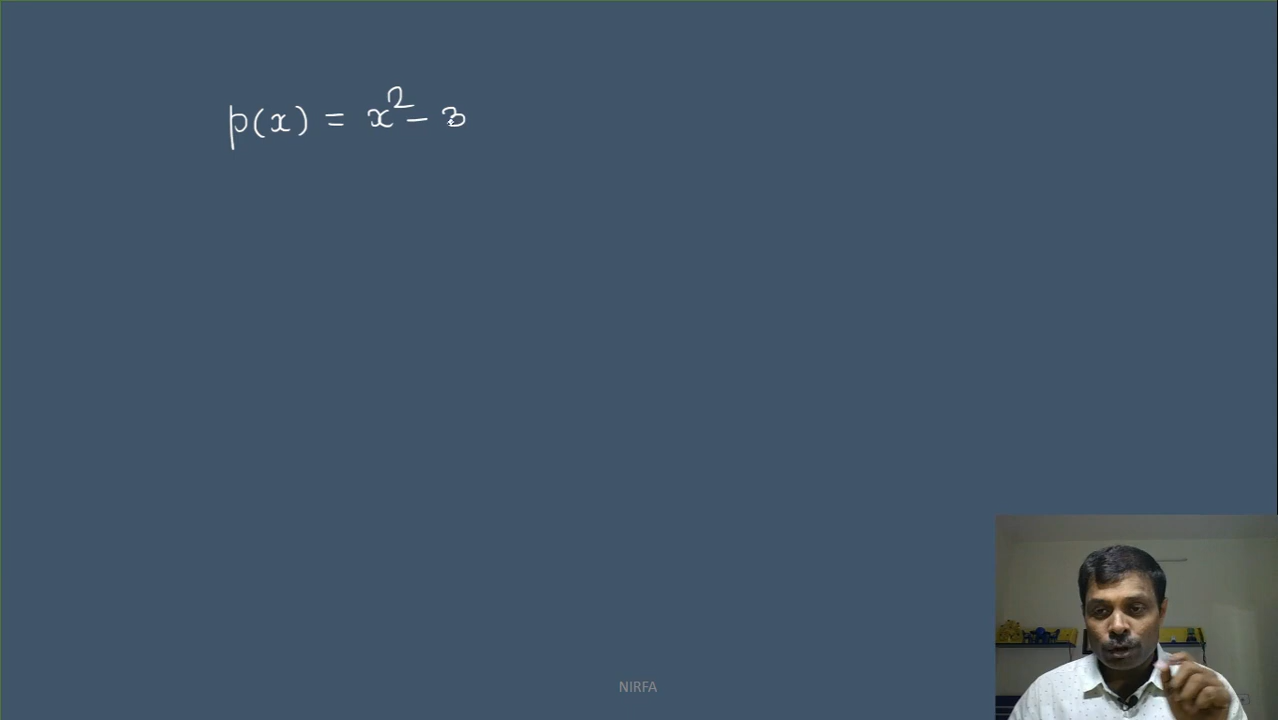 p(x) = x² - 3
NIRFA